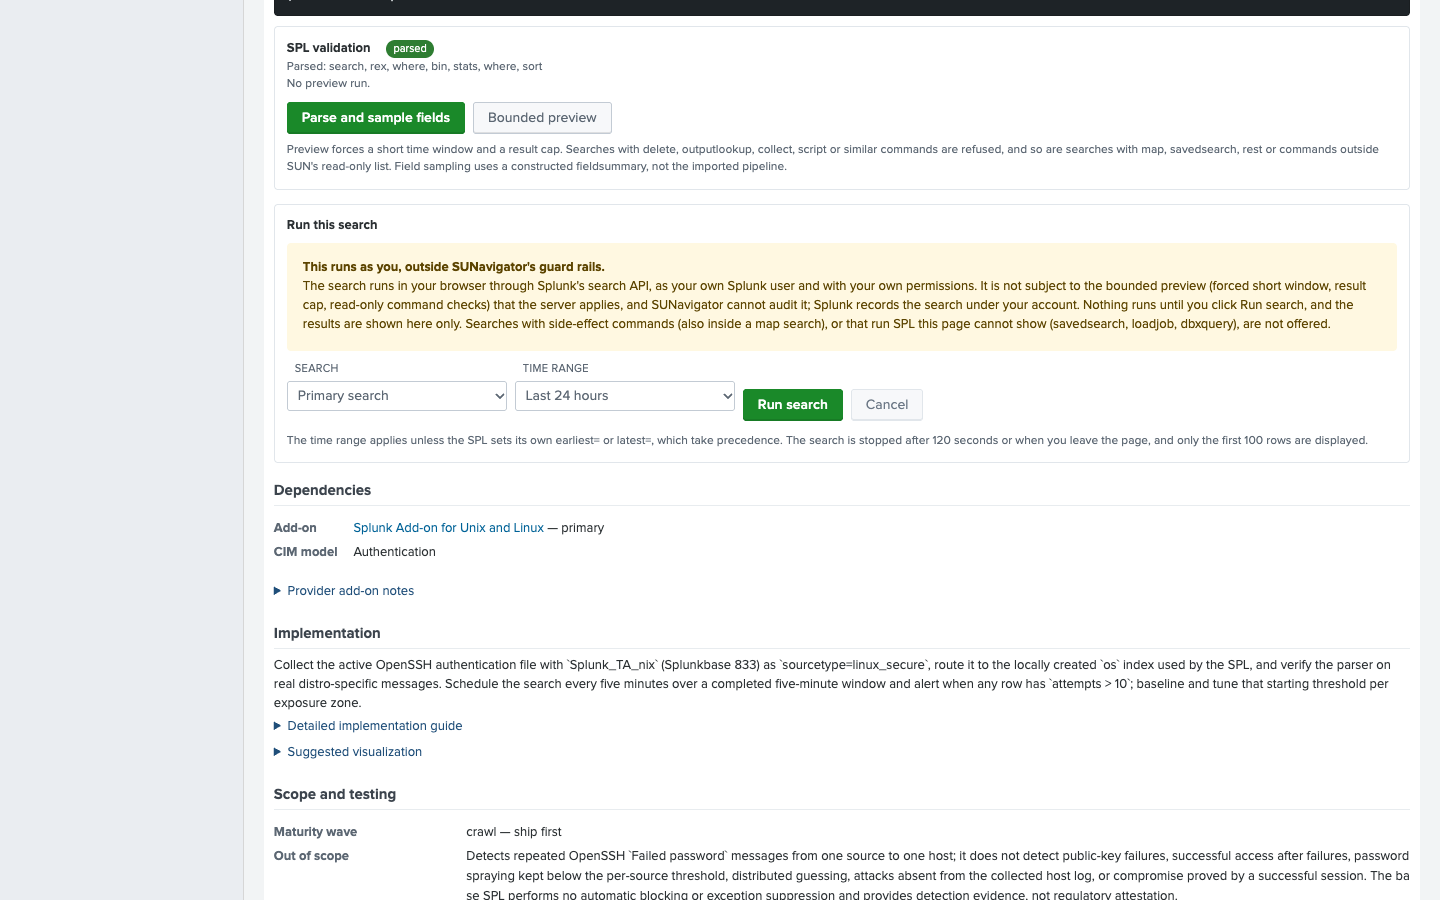 SPL validation parsed
Parsed: search, rex, where, bin, stats, where, sort
No preview run.
Parse and sample fields Bounded preview
Preview forces a short time window and a result cap. Searches with delete, outputlookup, collect, script or similar commands are refused, and so are searches with map, savedsearch, rest or commands outside
SUN's read-only list. Field sampling uses a constructed fieldsummary, not the imported pipeline.
Run this search
This runs as you, outside SUNavigator's guard rails.
The search runs in your browser through Splunk's search API, as your own Splunk user and with your own permissions. It is not subject to the bounded preview (forced short window, result
cap, read-only command checks) that the server applies, and SUNavigator cannot audit it; Splunk records the search under your account. Nothing runs until you click Run search, and the
results are shown here only. Searches with side-effect commands (also inside a map search), or that run SPL this page cannot show (savedsearch, loadjob, dbxquery), are not offered.
SEARCH TIME RANGE
Primary search Last 24 hours Run search Cancel
The time range applies unless the SPL sets its own earliest= or latest=, which take precedence. The search is stopped after 120 seconds or when you leave the page, and only the first 100 rows are displayed.
Dependencies
Add-on Splunk Add-on for Unix and Linux — primary
CIM model Authentication
Provider add-on notes
Implementation
Collect the active OpenSSH authentication file with `Splunk_TA_nix` (Splunkbase 833) as `sourcetype=linux_secure`, route it to the locally created `os` index used by the SPL, and verify the parser on
real distro-specific messages. Schedule the search every five minutes over a completed five-minute window and alert when any row has `attempts > 10`; baseline and tune that starting threshold per
exposure zone.
Detailed implementation guide
Suggested visualization
Scope and testing
Maturity wave crawl — ship first
Out of scope Detects repeated OpenSSH `Failed password` messages from one source to one host; it does not detect public-key failures, successful access after failures, password
spraying kept below the per-source threshold, distributed guessing, attacks absent from the collected host log, or compromise proved by a successful session. The ba
se SPL performs no automatic blocking or exception suppression and provides detection evidence, not regulatory attestation.